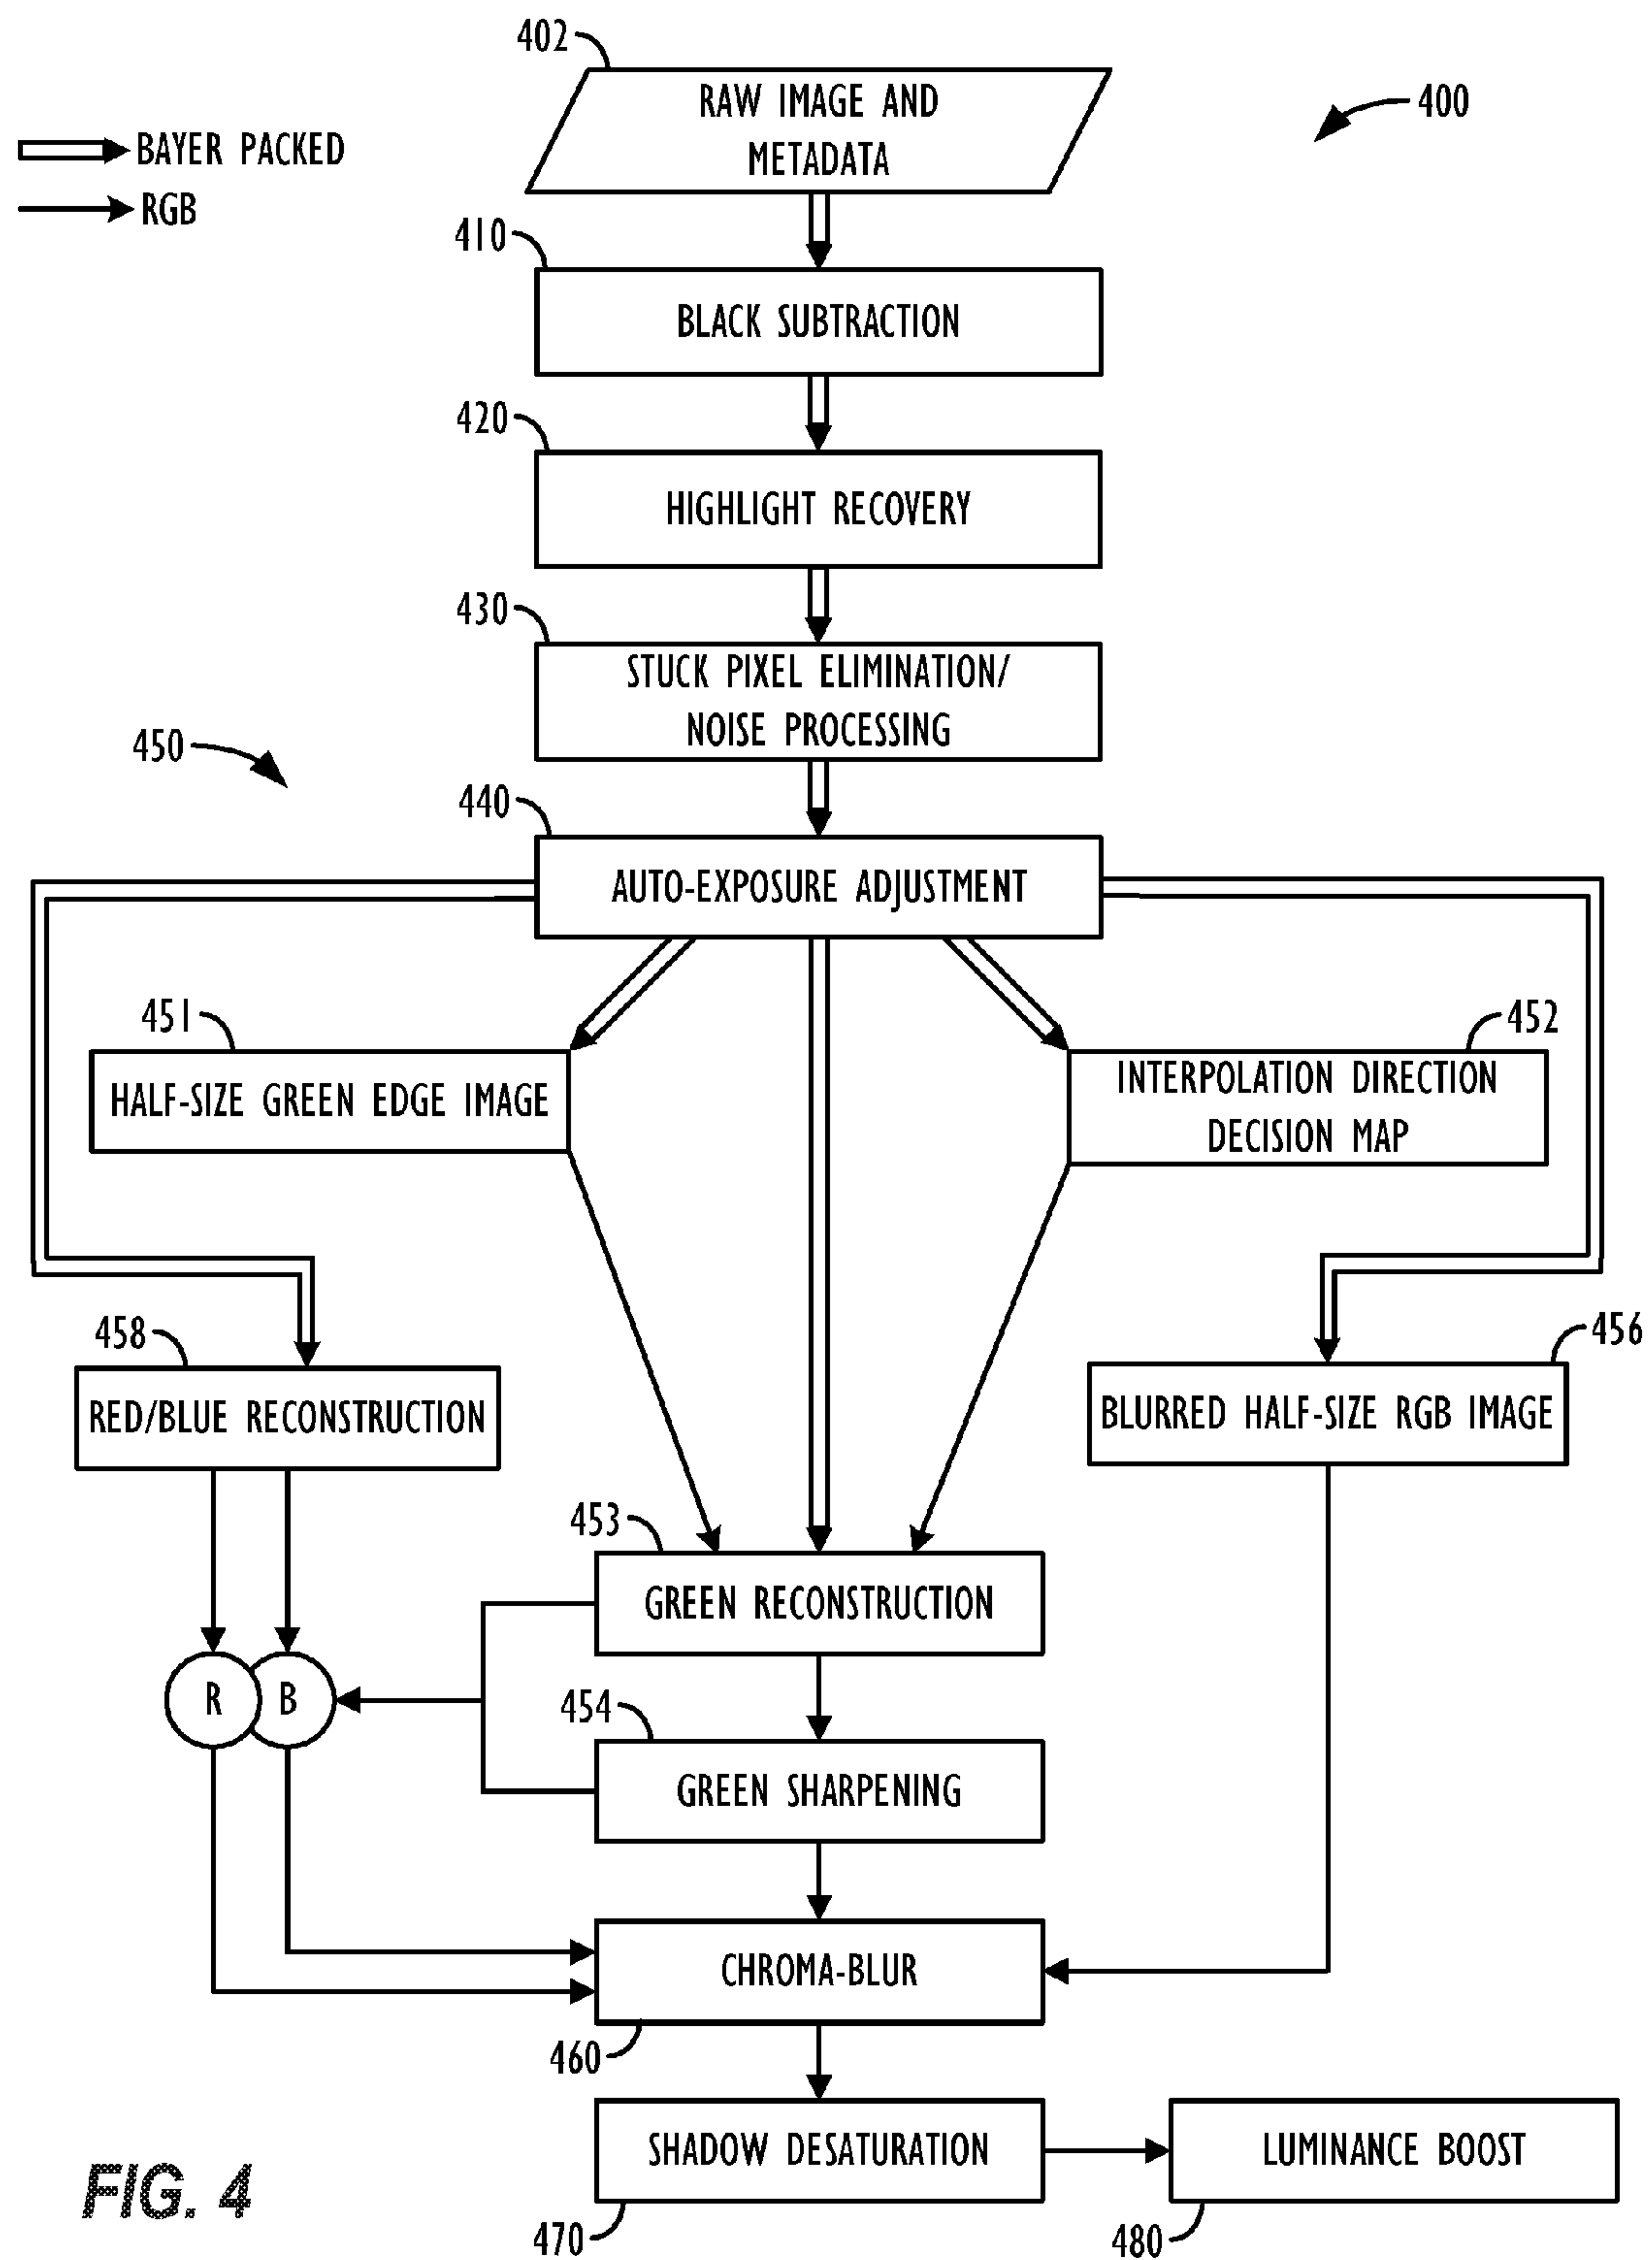 402
RAW IMAGE AND
METADATA
400
BAYER PACKED
RGB
410
BLACK SUBTRACTION
420
HIGHLIGHT RECOVERY
430
STUCK PIXEL ELIMINATION/
NOISE PROCESSING
450
440
AUTO-EXPOSURE ADJUSTMENT
451
HALF-SIZE GREEN EDGE IMAGE
452
INTERPOLATION DIRECTION
DECISION MAP
458
RED/BLUE RECONSTRUCTION
456
BLURRED HALF-SIZE RGB IMAGE
453
GREEN RECONSTRUCTION
R B
454
GREEN SHARPENING
CHROMA-BLUR
460
SHADOW DESATURATION
470
LUMINANCE BOOST
480
FIG. 4